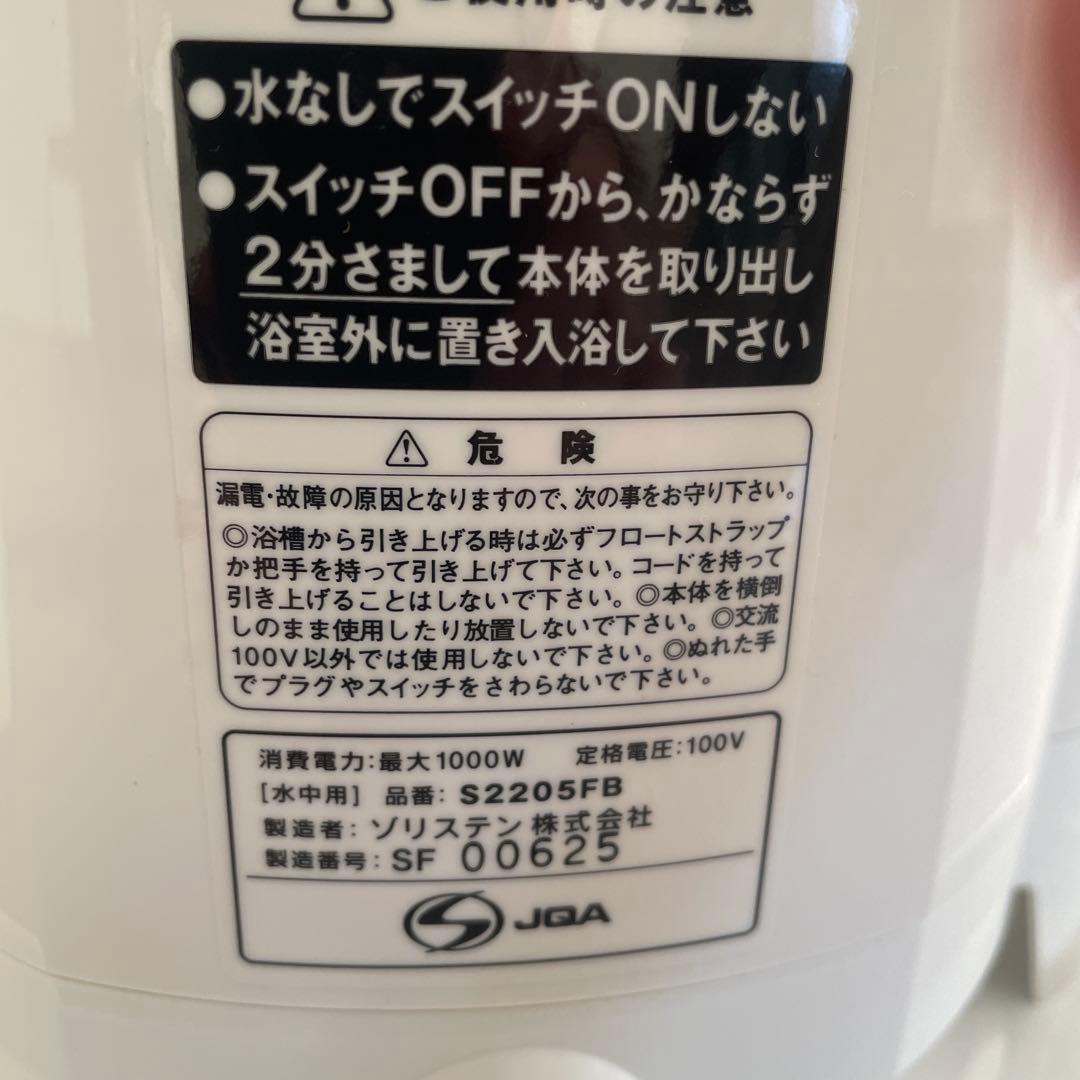 ご使用時の注意
●水なしでスイッチONしない
●スイッチOFFから、かならず
2分さまして本体を取り出し
浴室外に置き入浴して下さい
危 険
漏電・故障の原因となりますので、次の事をお守り下さい。
◎浴槽から引き上げる時は必ずフロートストラップ
か把手を持って引き上げて下さい。コードを持って
引き上げることはしないで下さい。◎本体を横倒
しのまま使用したり放置しないで下さい。◎交流
100V以外では使用しないで下さい。◎ぬれた手
でプラグやスイッチをさわらないで下さい。
消費電力:最大1000W 定格電圧:100V
[水中用] 品番: S2205FB
製造者: ゾリステン株式会社
製造番号: SF 00625
JQA